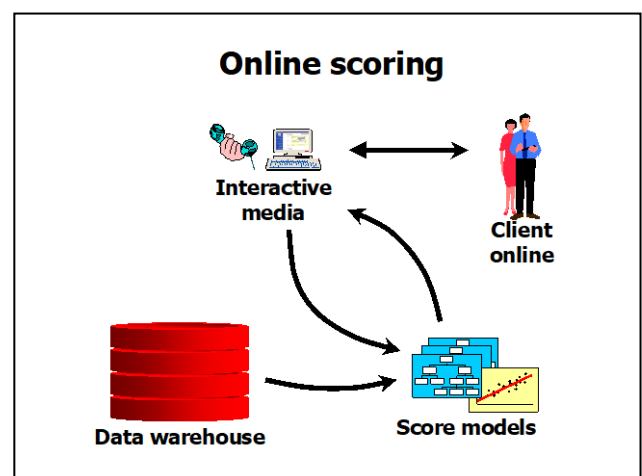 Online scoring
Interactive
media
Client
online
Data warehouse
Score models